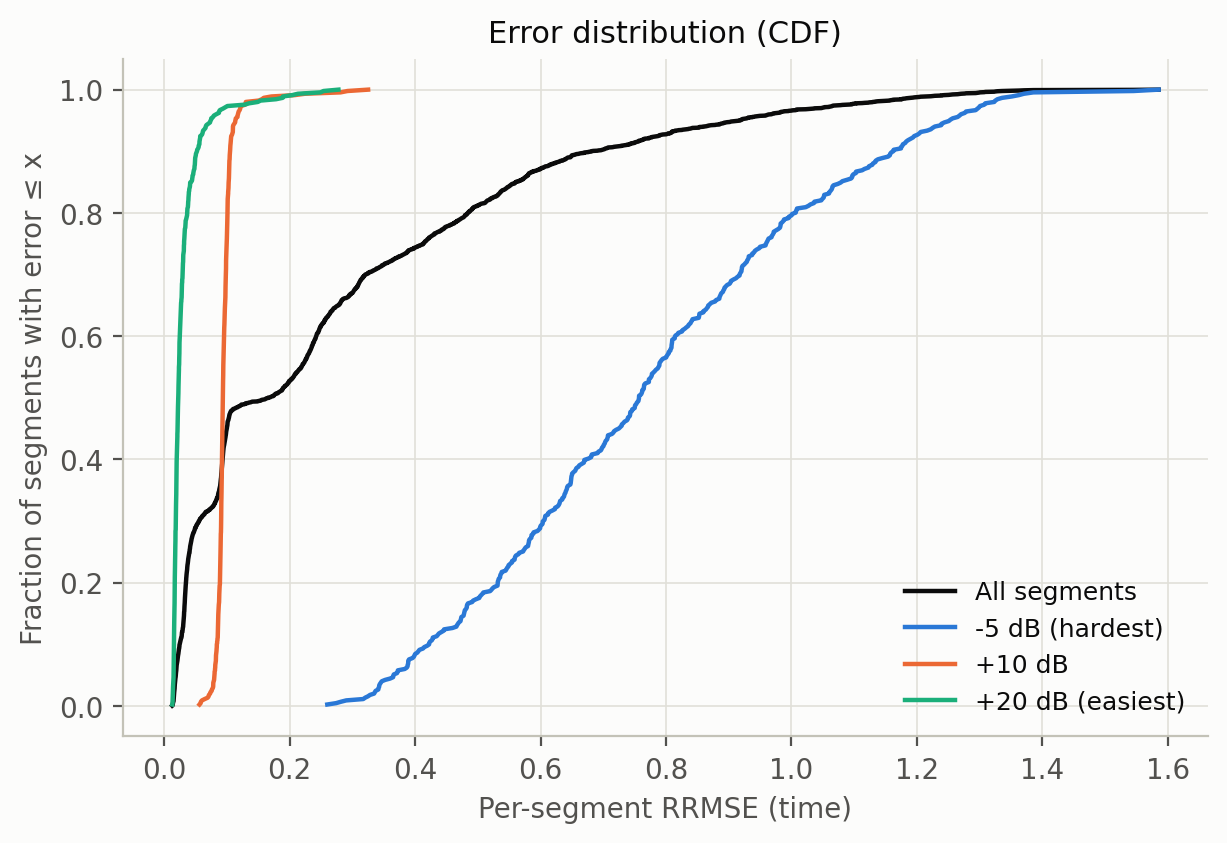 Error distribution (CDF)
Fraction of segments with error ≤ x
1.0
0.8
0.6
0.4
0.2
0.0
All segments
-5 dB (hardest)
+10 dB
+20 dB (easiest)
0.0 0.2 0.4 0.6 0.8 1.0 1.2 1.4 1.6
Per-segment RRMSE (time)